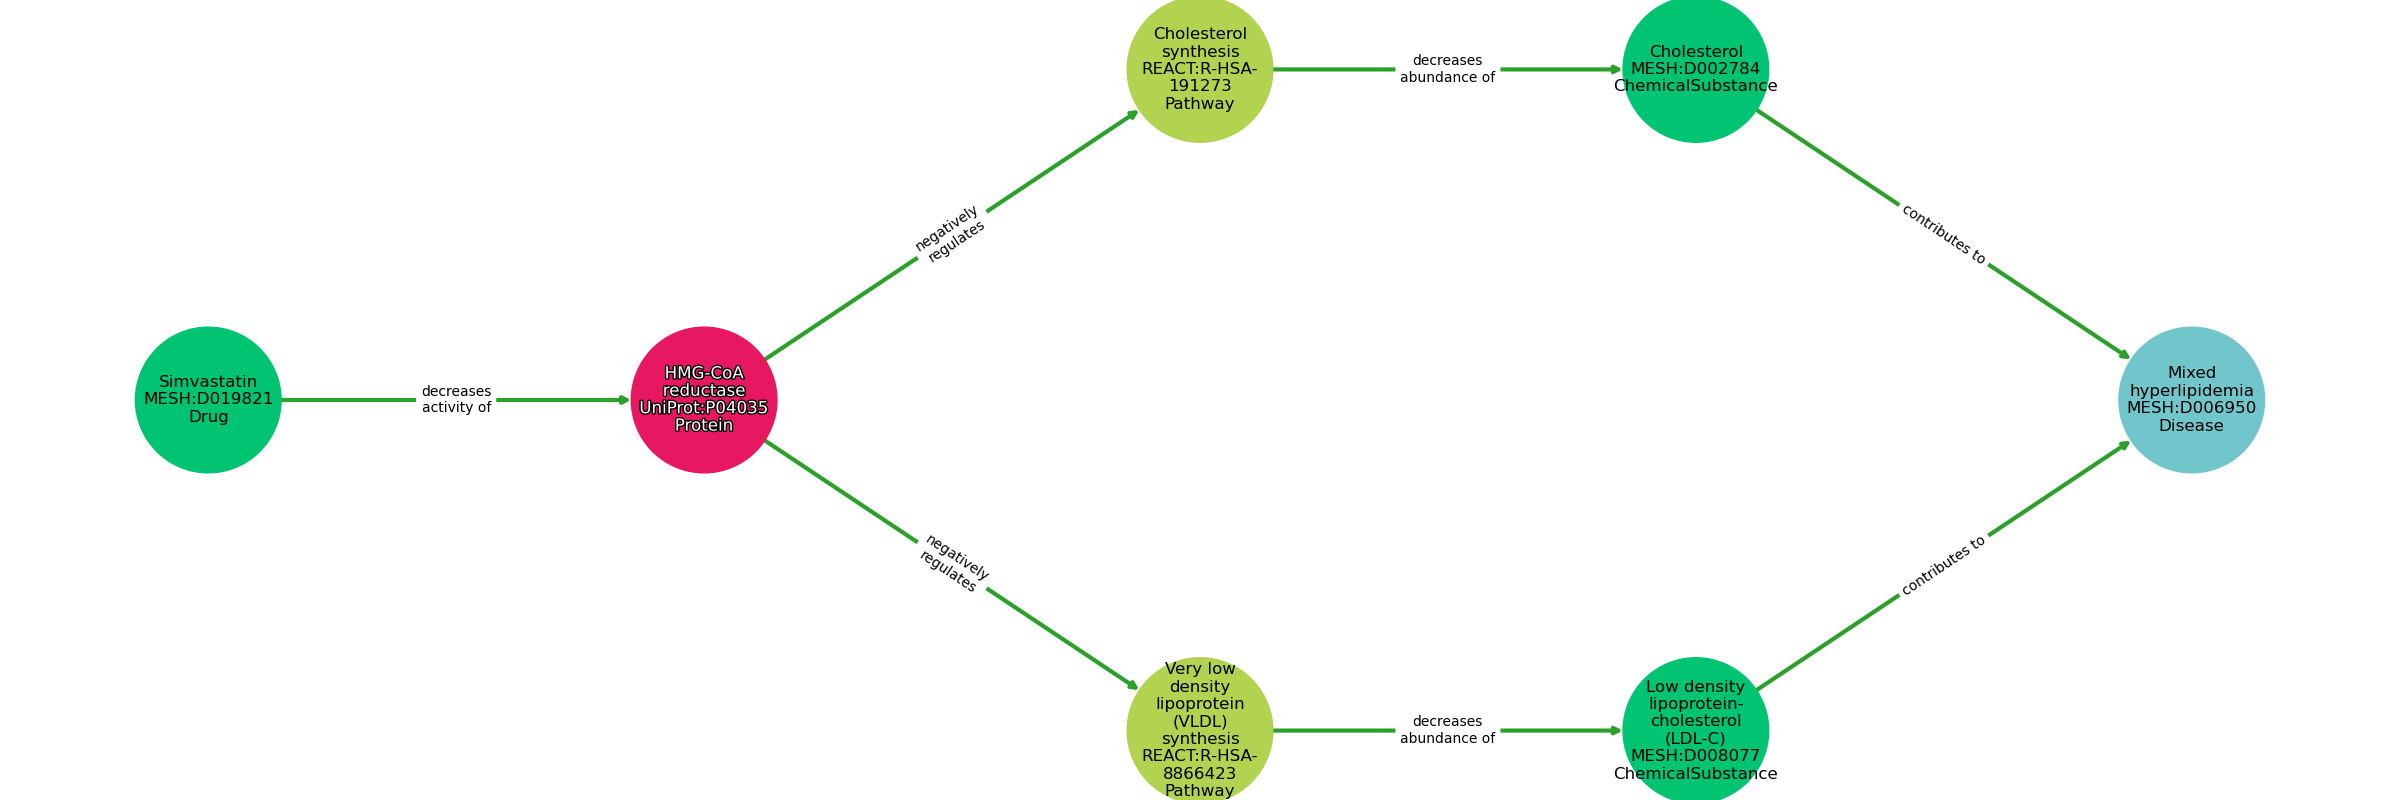 Cholesterol
synthesis
REACT:R-HSA-
191273
Pathway
decreases
abundance of
Cholesterol
MESH:D002784
ChemicalSubstance
negatively
regulates
contributes to
Simvastatin
MESH:D019821
Drug
decreases
activity of
HMG-CoA
reductase
UniProt:P04035
Protein
Mixed
hyperlipidemia
MESH:D006950
Disease
negatively
regulates
contributes to
Very low
density
lipoprotein
(VLDL)
synthesis
REACT:R-HSA-
8866423
Pathway
decreases
abundance of
Low density
lipoprotein-
cholesterol
(LDL-C)
MESH:D008077
ChemicalSubstance